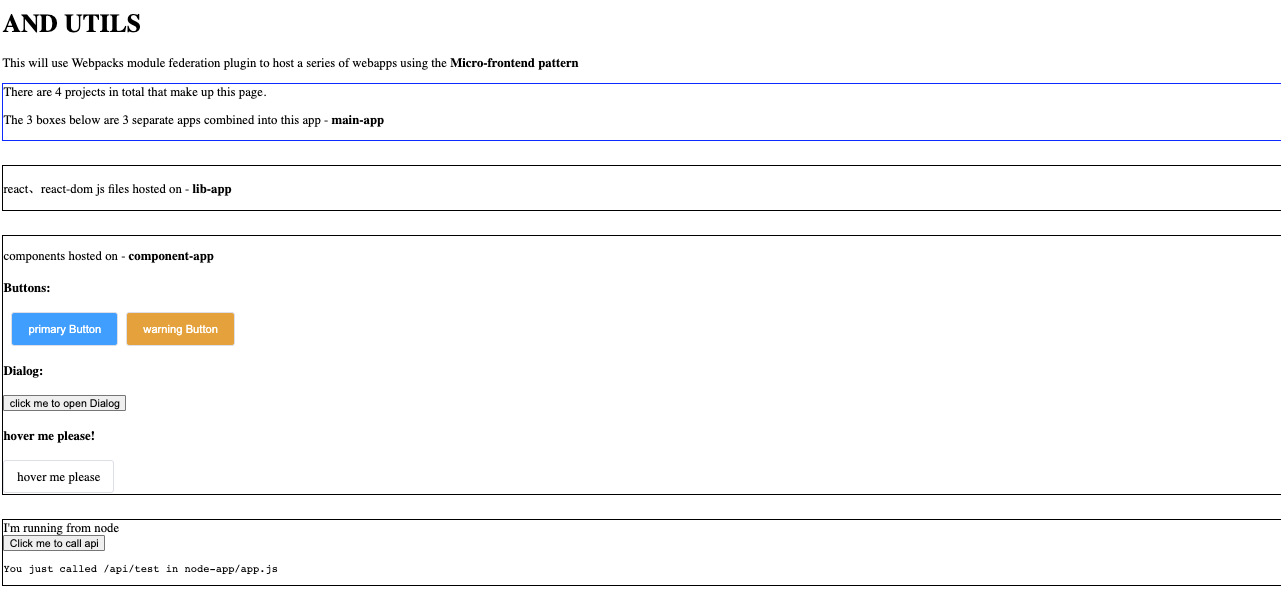 AND UTILS
This will use Webpacks module federation plugin to host a series of webapps using the Micro-frontend pattern
There are 4 projects in total that make up this page.
The 3 boxes below are 3 separate apps combined into this app - main-app
react、react-dom js files hosted on - lib-app
components hosted on - component-app
Buttons:
primary Button warning Button
Dialog:
click me to open Dialog
hover me please!
hover me please
I'm running from node
Click me to call api
You just called /api/test in node-app/app.js